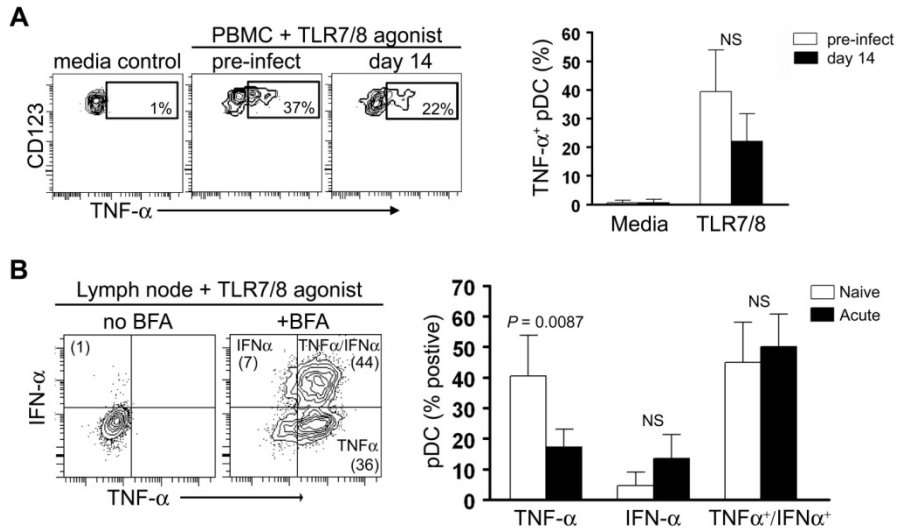 A
PBMC + TLR7/8 agonist
media control
pre-infect
day 14
CD123
1%
37%
22%
TNF-α
TNF-α⁺ pDC (%)
60
50
40
30
20
10
0
NS
pre-infect
day 14
Media
TLR7/8
B
Lymph node + TLR7/8 agonist
no BFA
+BFA
IFN-α
(1)
IFNα
(7)
TNFα/IFNα
(44)
TNFα
(36)
TNF-α
pDC (% postive)
70
60
50
40
30
20
10
0
P = 0.0087
NS
NS
Naive
Acute
TNF-α
IFN-α
TNFα⁺/IFNα⁺